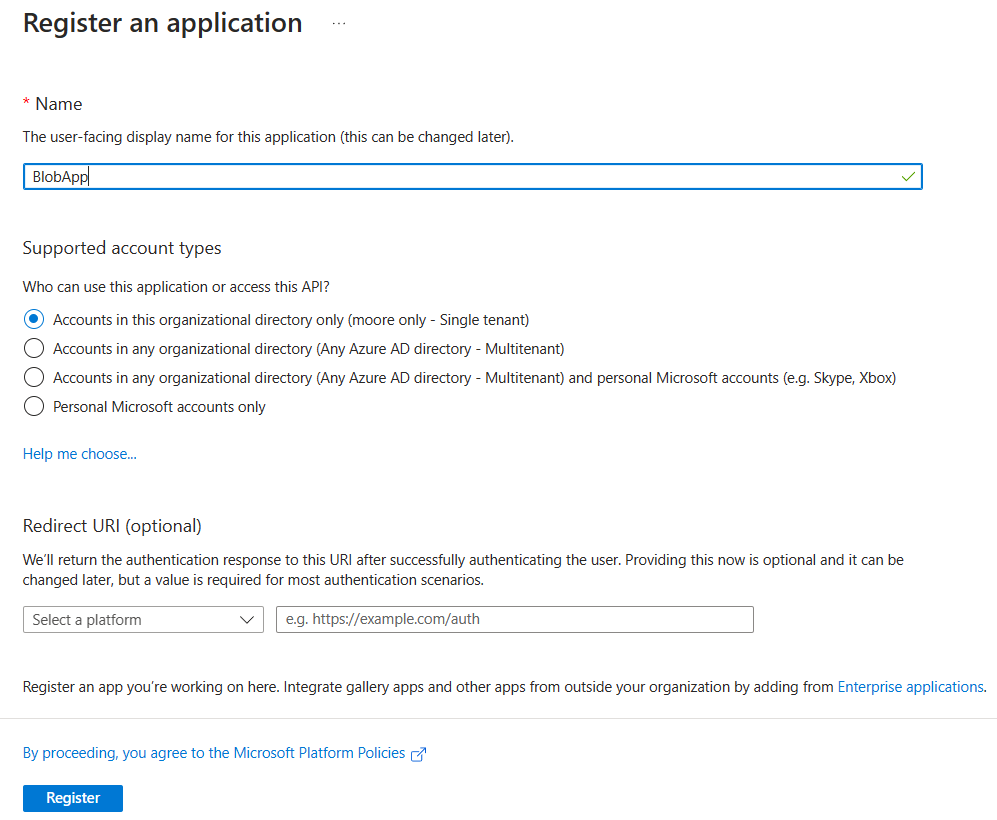 Register an application ...
* Name
The user-facing display name for this application (this can be changed later).
BlobApp
Supported account types
Who can use this application or access this API?
Accounts in this organizational directory only (moore only - Single tenant)
Accounts in any organizational directory (Any Azure AD directory - Multitenant)
Accounts in any organizational directory (Any Azure AD directory - Multitenant) and personal Microsoft accounts (e.g. Skype, Xbox)
Personal Microsoft accounts only
Help me choose...
Redirect URI (optional)
We'll return the authentication response to this URI after successfully authenticating the user. Providing this now is optional and it can be
changed later, but a value is required for most authentication scenarios.
Select a platform
e.g. https://example.com/auth
Register an app you're working on here. Integrate gallery apps and other apps from outside your organization by adding from Enterprise applications.
By proceeding, you agree to the Microsoft Platform Policies
Register